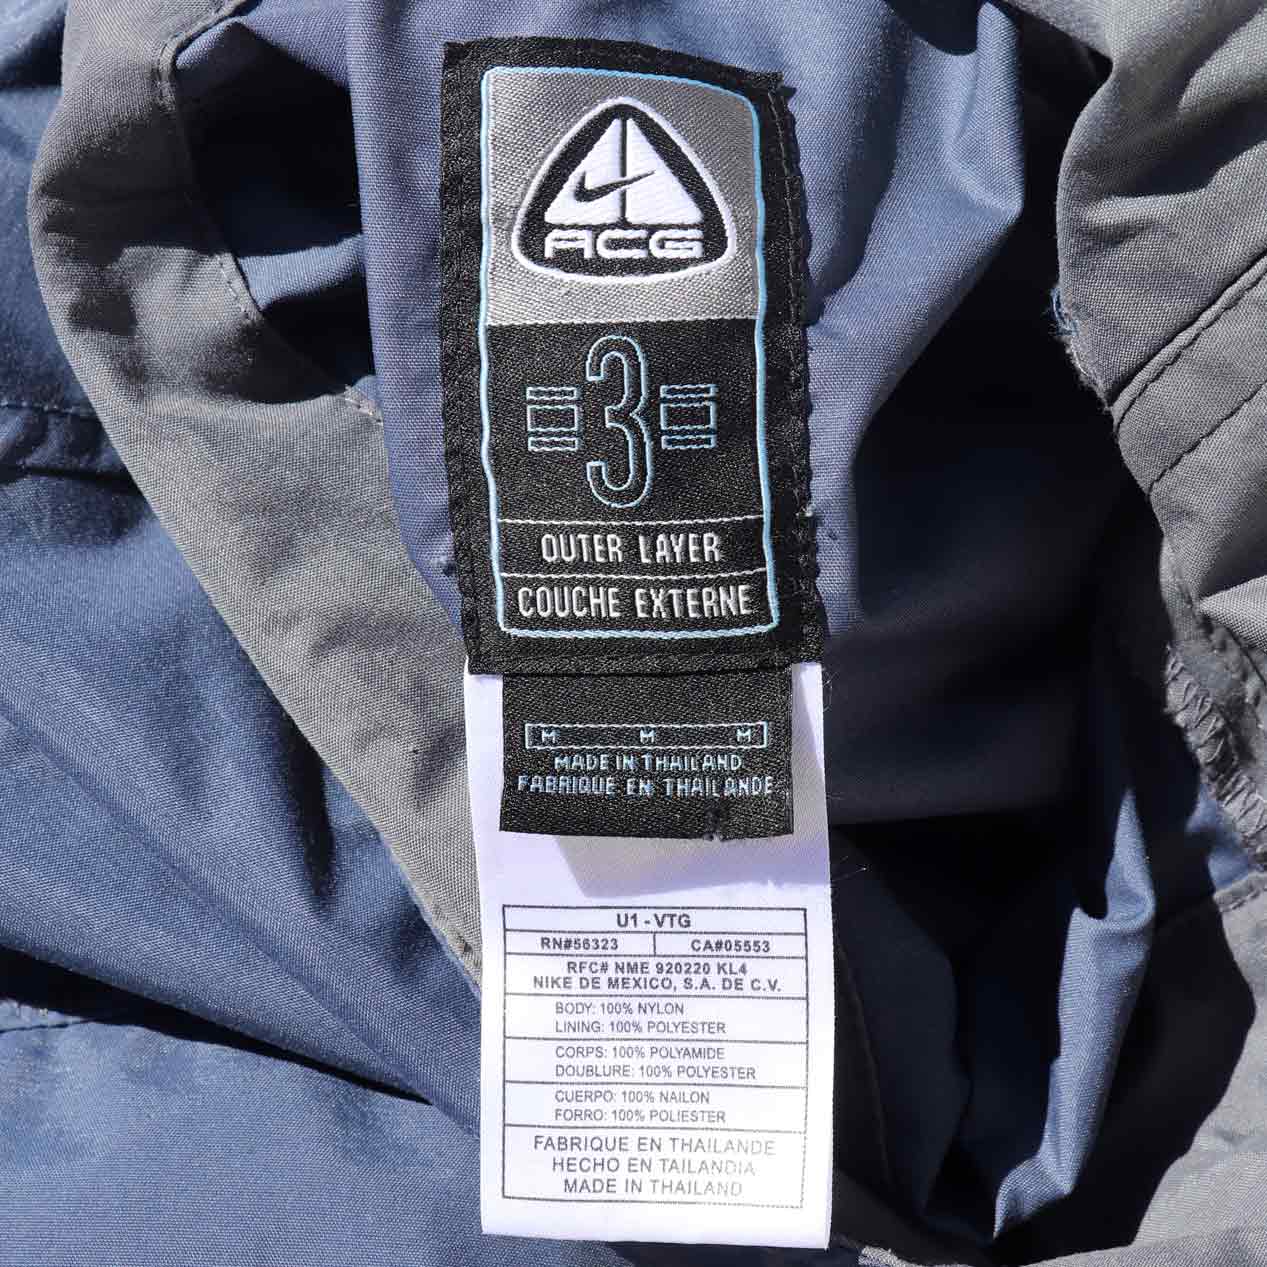 ACG
3
OUTER LAYER
COUCHE EXTERNE
M M M
MADE IN THAILAND
FABRIQUE EN THAILANDE
U1 - VTG
RN#56323 CA#05553
RFC# NME 920220 KL4
NIKE DE MEXICO, S.A. DE C.V.
BODY: 100% NYLON
LINING: 100% POLYESTER
CORPS: 100% POLYAMIDE
DOUBLURE: 100% POLYESTER
CUERPO: 100% NAILON
FORRO: 100% POLIESTER
FABRIQUE EN THAILANDE
HECHO EN TAILANDIA
MADE IN THAILAND